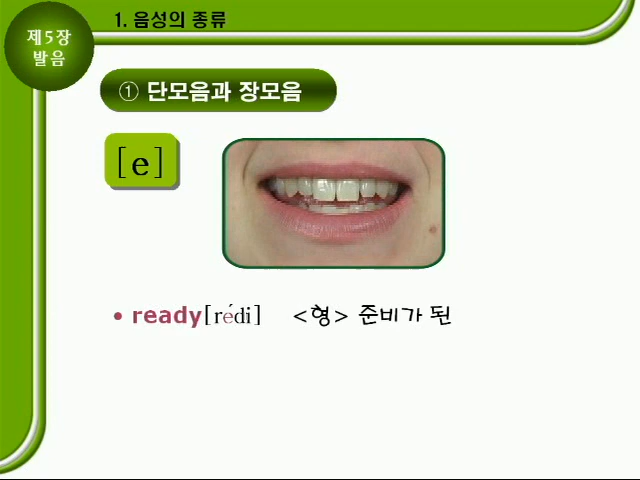 제5장
발음
1. 음성의 종류
① 단모음과 장모음
[e]
• ready[rédi] <형> 준비가 된